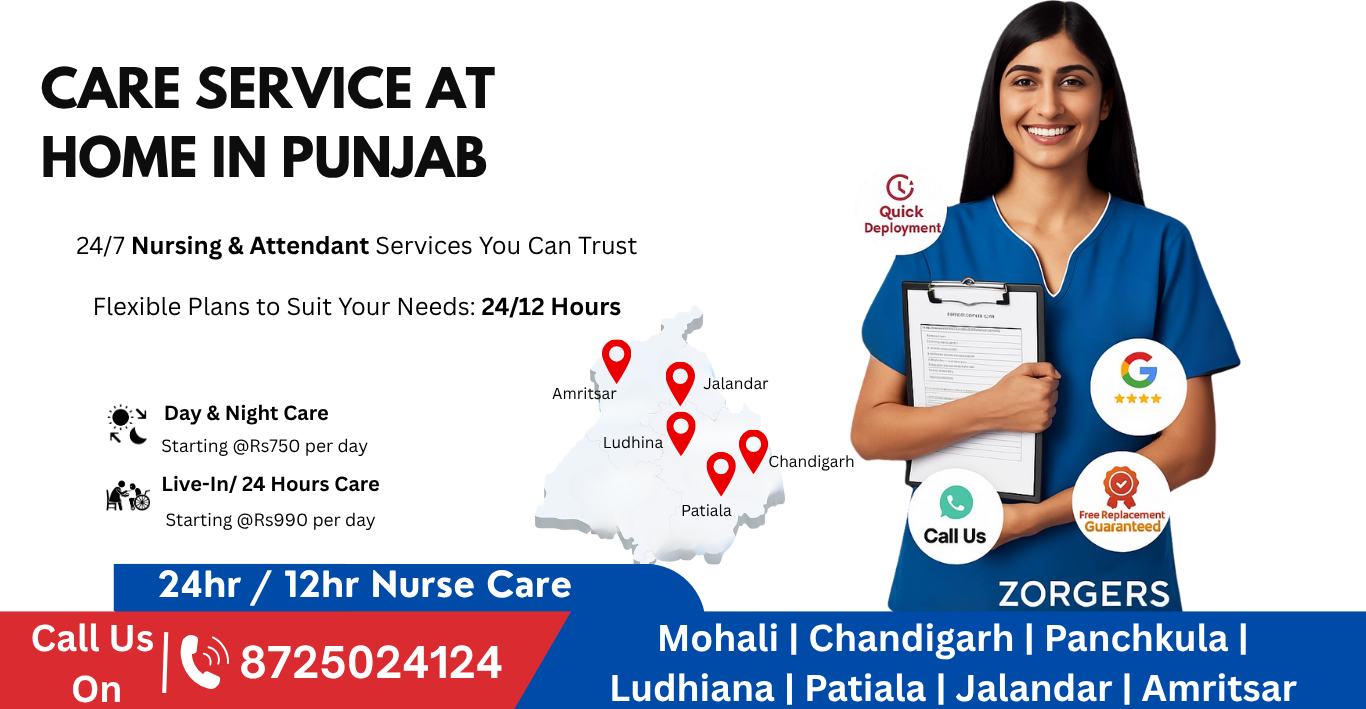 CARE SERVICE AT
HOME IN PUNJAB
24/7 Nursing & Attendant Services You Can Trust
Flexible Plans to Suit Your Needs: 24/12 Hours
Day & Night Care
Starting @Rs750 per day
Live-In/ 24 Hours Care
Starting @Rs990 per day
Amritsar
Jalandar
Ludhina
Chandigarh
Patiala
Quick
Deployment
G
Call Us
Free Replacement
Guaranteed
ZORGERS
24hr / 12hr Nurse Care
Call Us
On
8725024124
Mohali | Chandigarh | Panchkula |
Ludhiana | Patiala | Jalandar | Amritsar